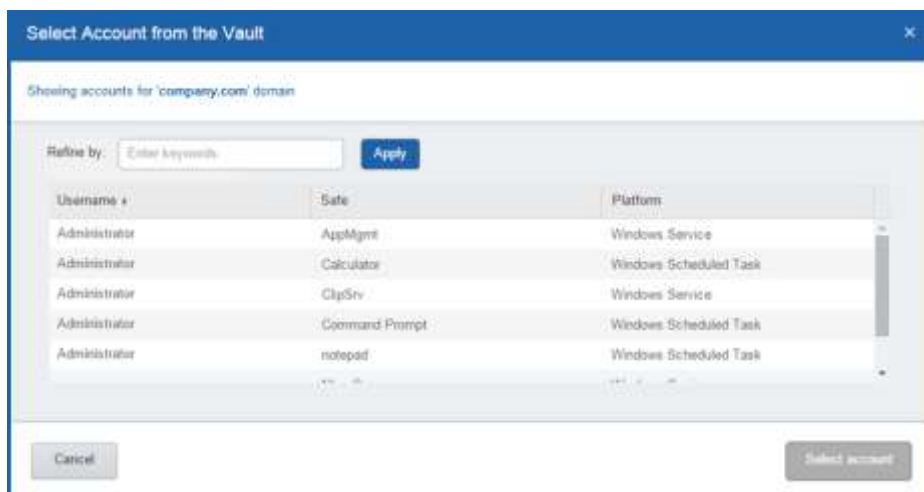 Select Account from the Vault ×
Showing accounts for 'company.com' domain
Refine by: Enter keywords Apply
Username Safe Platform
Administrator AppMgmt Windows Service
Administrator Calculator Windows Scheduled Task
Administrator ClipSrv Windows Service
Administrator Command Prompt Windows Scheduled Task
Administrator notepad Windows Scheduled Task
Cancel Select account